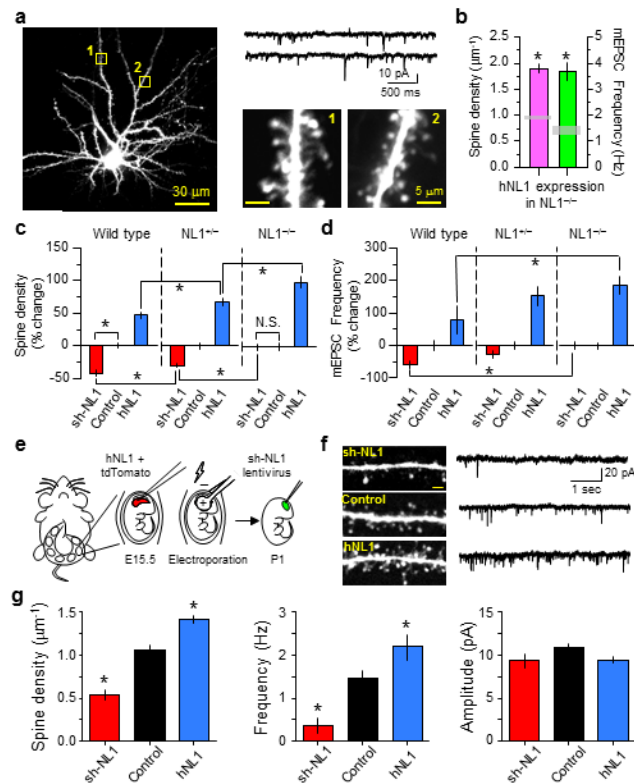 a
1
2
30 μm
10 pA
500 ms
1
2
5 μm
b
Spine density (μm⁻¹)
2.5
2.0
1.5
1.0
0.5
0
* *
5
4
3
2
1
0
mEPSC
Frequency (Hz)
hNL1 expression
in NL1⁻/⁻
c
Wild type NL1⁺/⁻ NL1⁻/⁻
Spine density
(% change)
100
50
0
-50
*
*
*
N.S.
*
*
sh-NL1 Control hNL1 sh-NL1 Control hNL1 sh-NL1 Control hNL1
d
Wild type NL1⁺/⁻ NL1⁻/⁻
mEPSC Frequency
(% change)
300
200
100
0
-100
*
*
sh-NL1 Control hNL1 sh-NL1 Control hNL1 sh-NL1 Control hNL1
e
hNL1 +
tdTomato
sh-NL1
lentivirus
−
+
E15.5 Electroporation P1
f
sh-NL1
Control
hNL1
20 pA
1 sec
g
Spine density (μm⁻¹)
1.5
1.0
0.5
0.0
*
*
sh-NL1 Control hNL1
Frequency (Hz)
3
2
1
0
*
*
sh-NL1 Control hNL1
Amplitude (pA)
15
10
5
0
sh-NL1 Control hNL1